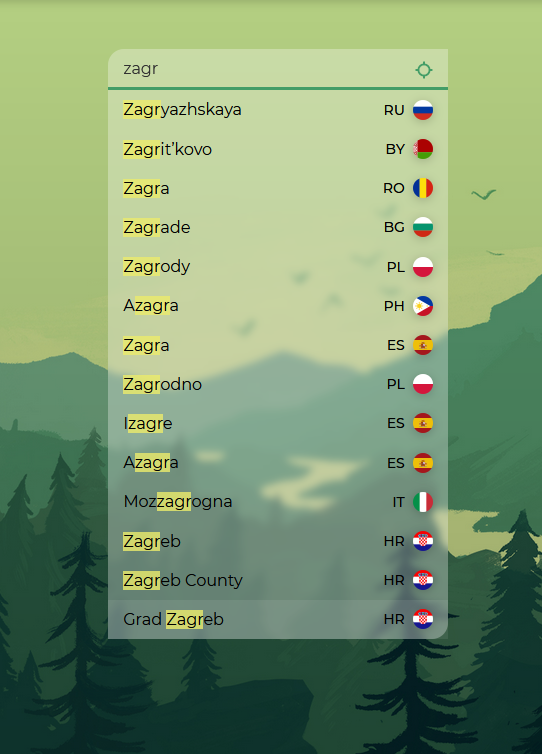 zagr
Zagryazhskaya RU
Zagrit’kovo BY
Zagra RO
Zagrade BG
Zagrody PL
Azagra PH
Zagra ES
Zagrodno PL
Izagre ES
Azagra ES
Mozzagrogna IT
Zagreb HR
Zagreb County HR
Grad Zagreb HR